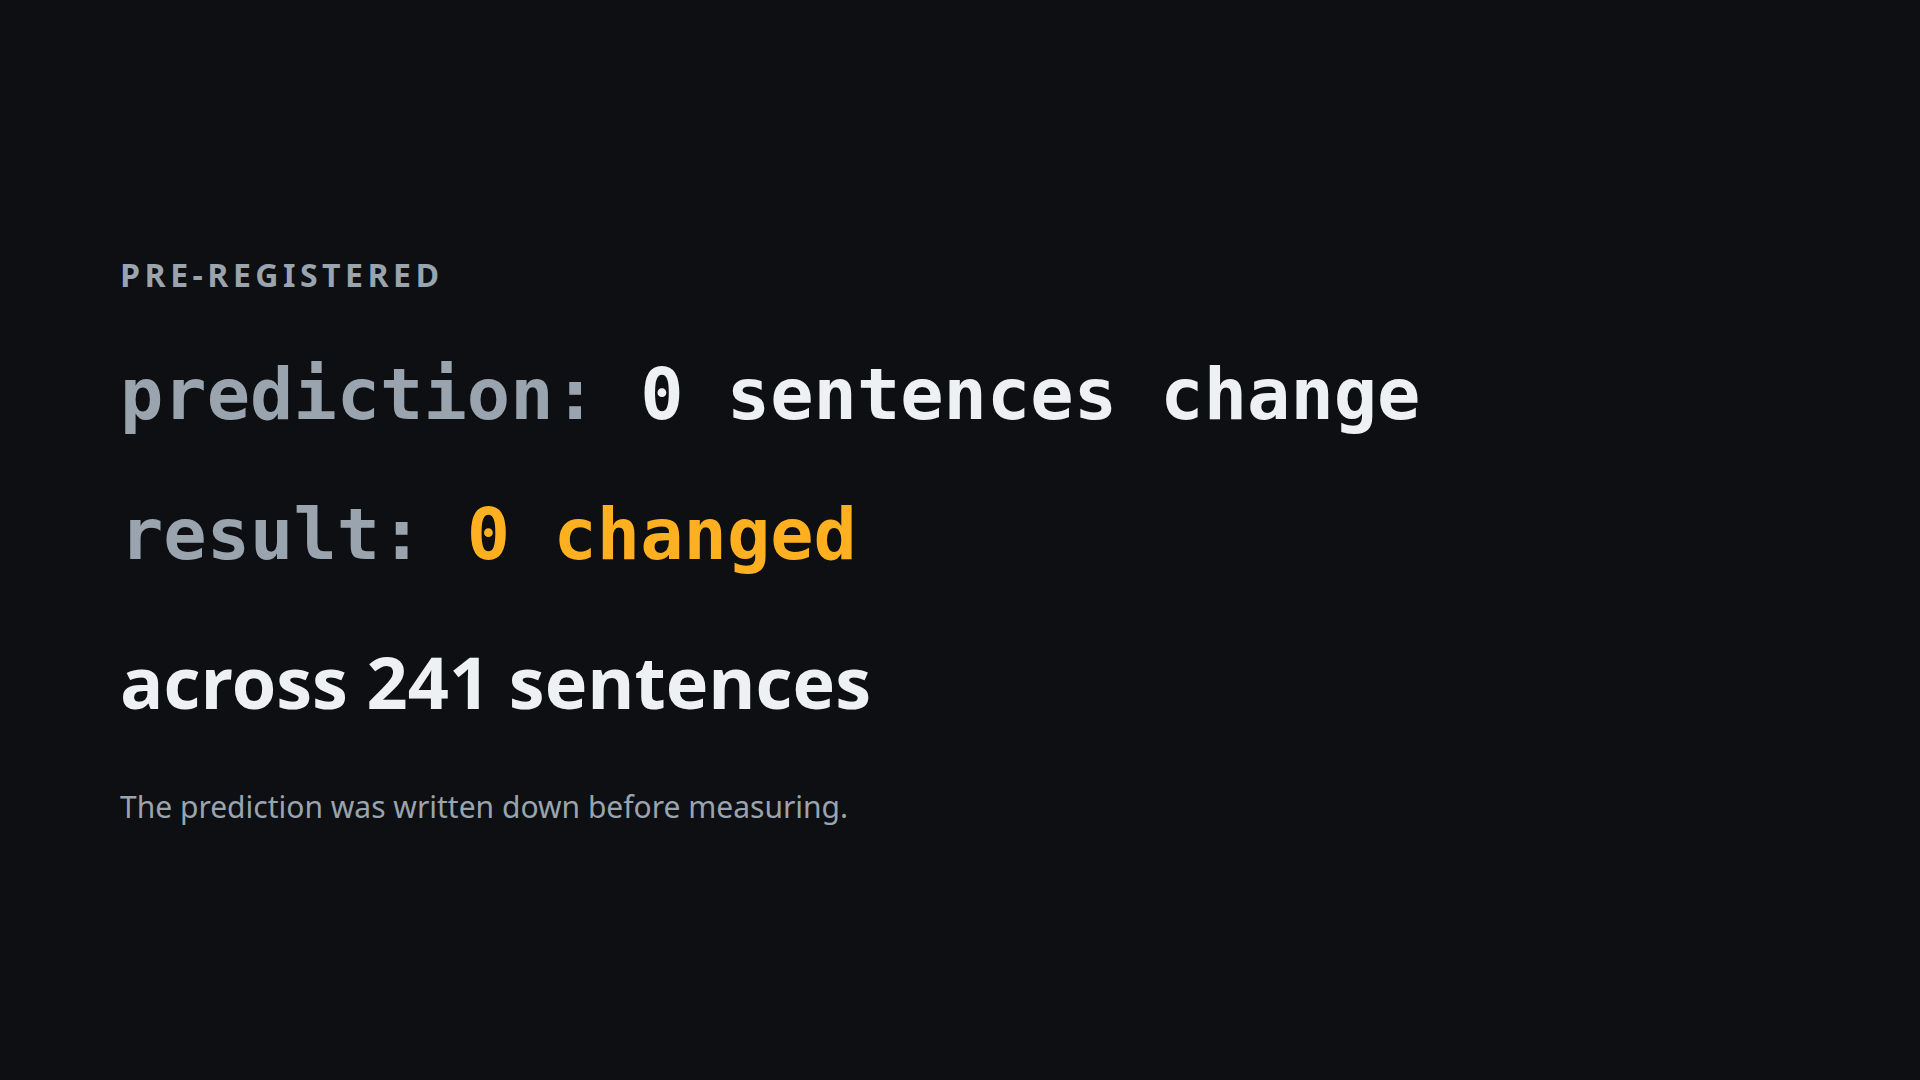 PRE-REGISTERED
prediction: 0 sentences change
result: 0 changed
across 241 sentences
The prediction was written down before measuring.